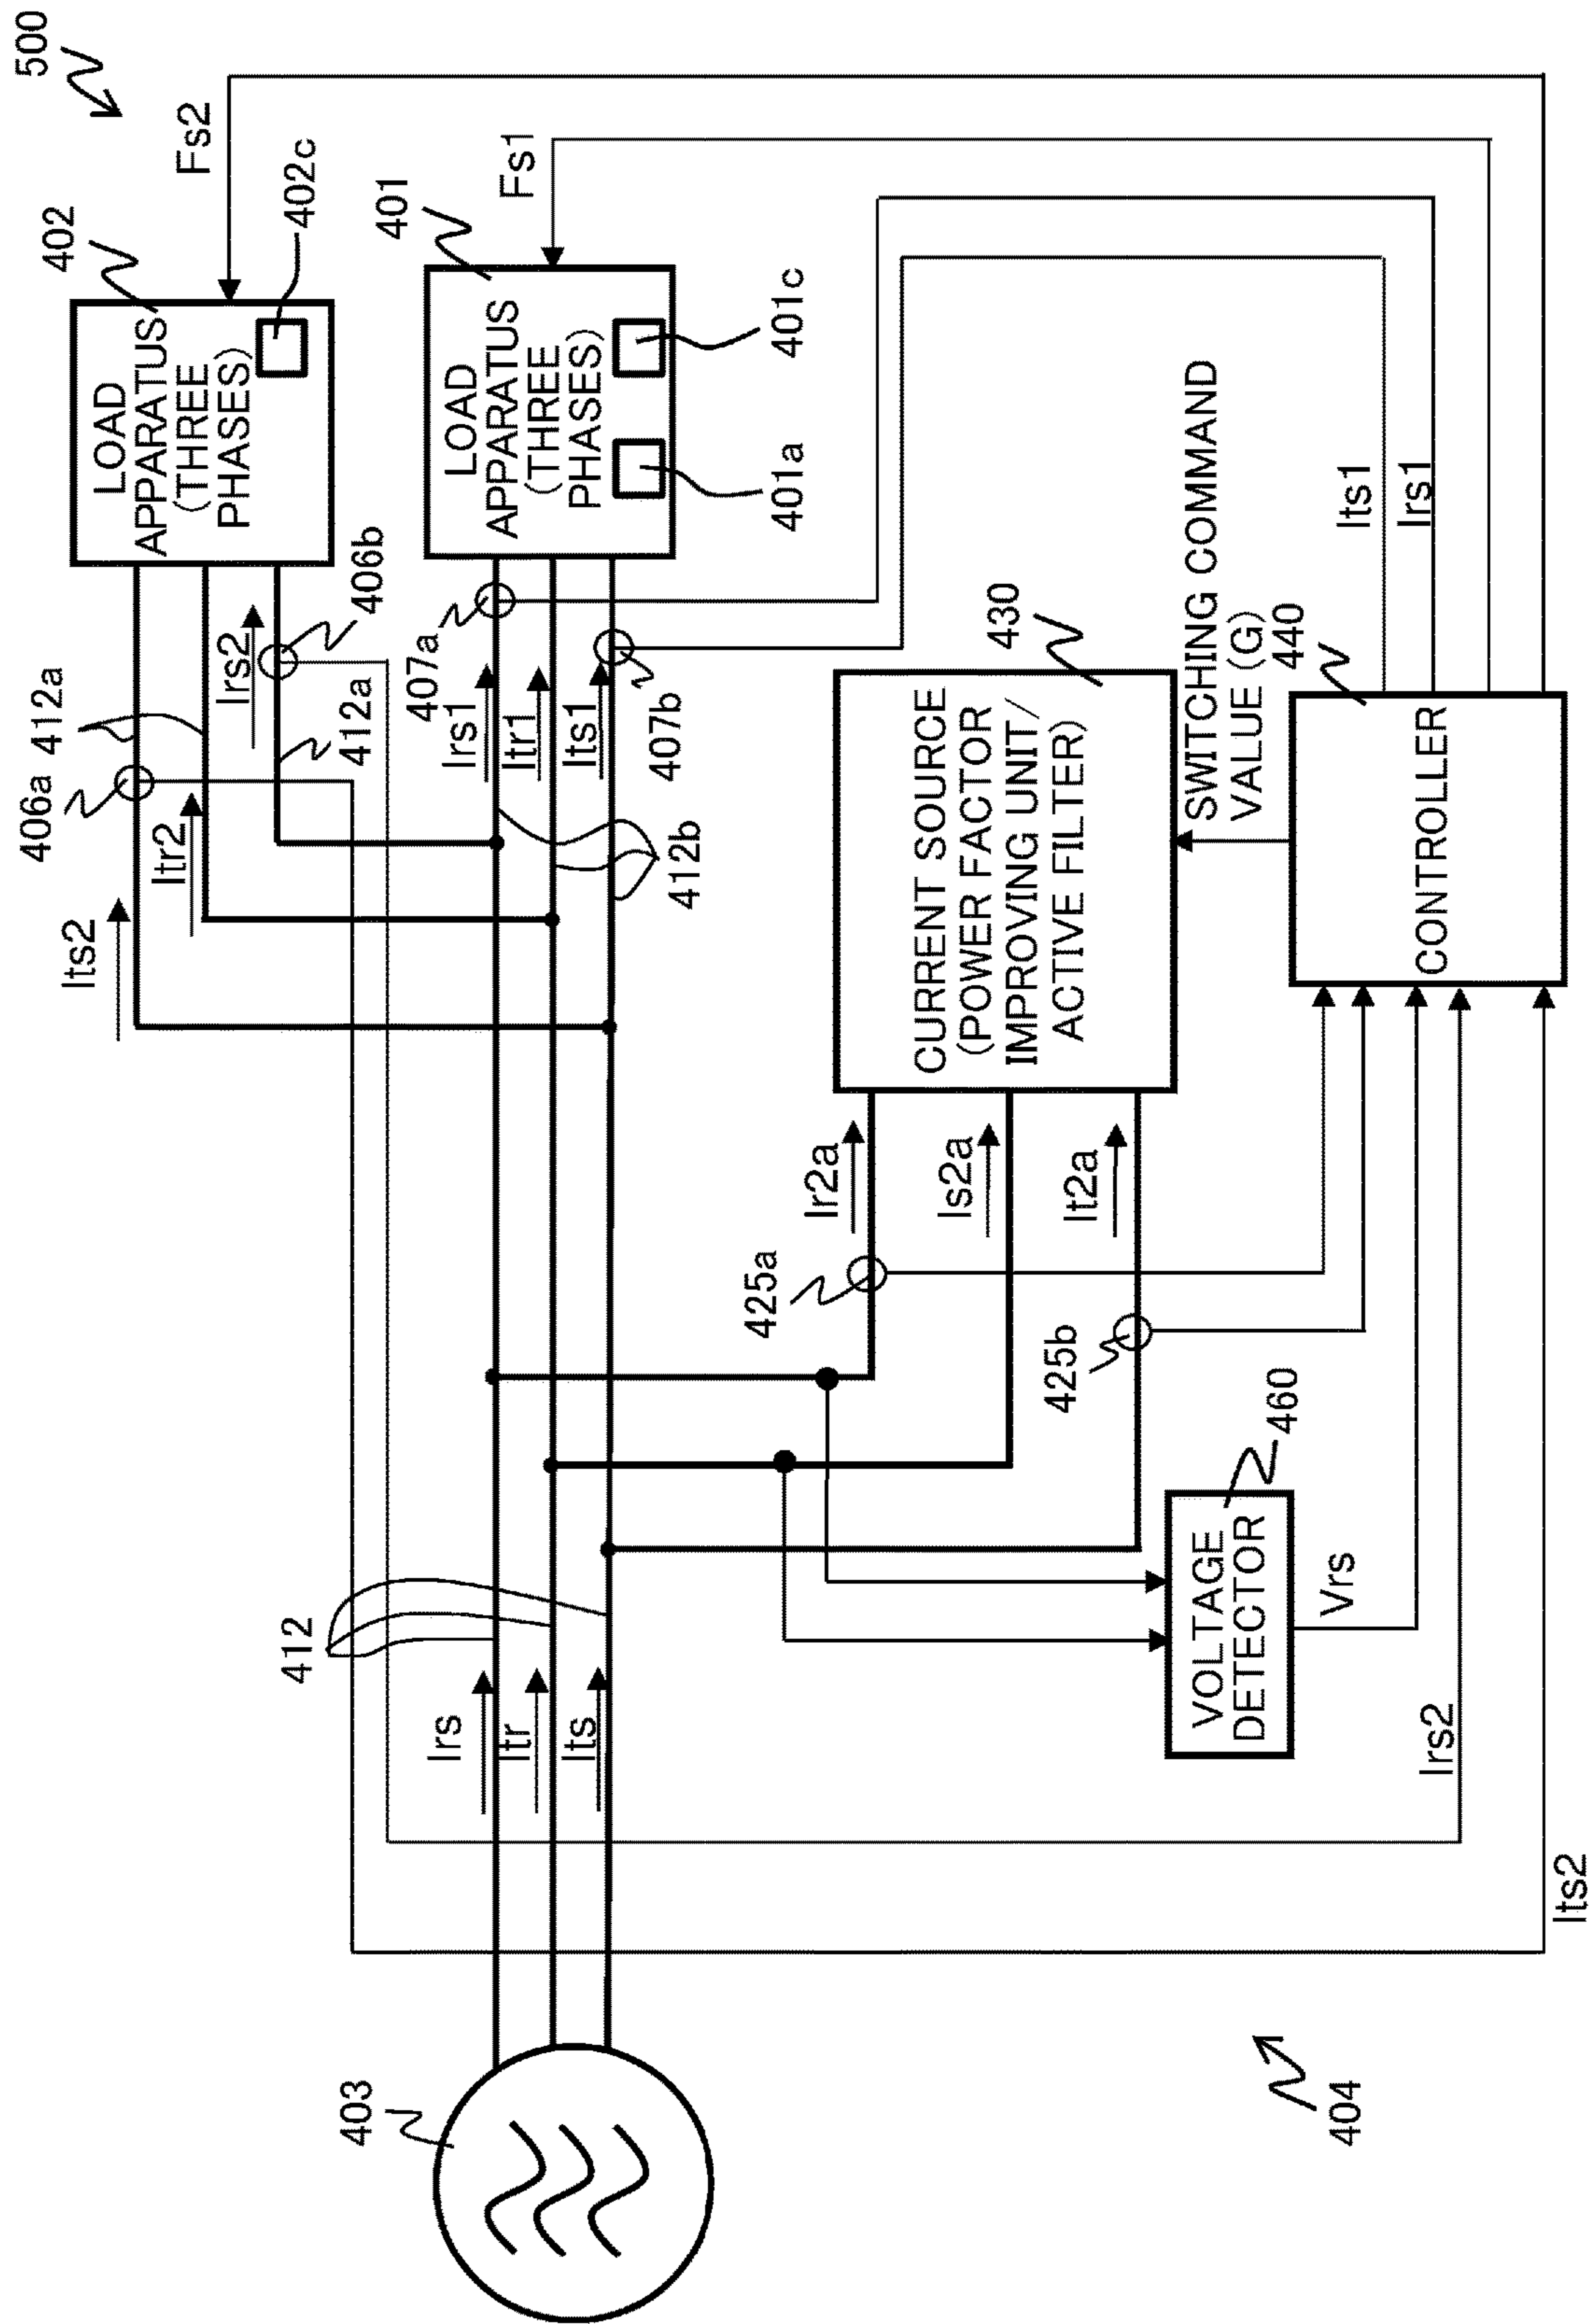 500
Fs2
402
402c
LOAD
APPARATUS
(THREE
PHASES)
Fs1
401
LOAD
APPARATUS
(THREE
PHASES)
401c
401a
406b
Irs2
412a
412a
406a
Itr2
Its2
407a
Irs1
Itr1
Its1
407b
412b
Its1
Irs1
SWITCHING COMMAND
VALUE (G)
430
CURRENT SOURCE
(POWER FACTOR
IMPROVING UNIT/
ACTIVE FILTER)
440
CONTROLLER
Ir2a
Is2a
It2a
425a
425b
460
VOLTAGE
DETECTOR
Vrs
Irs2
Its2
412
Irs
Itr
Its
403
404